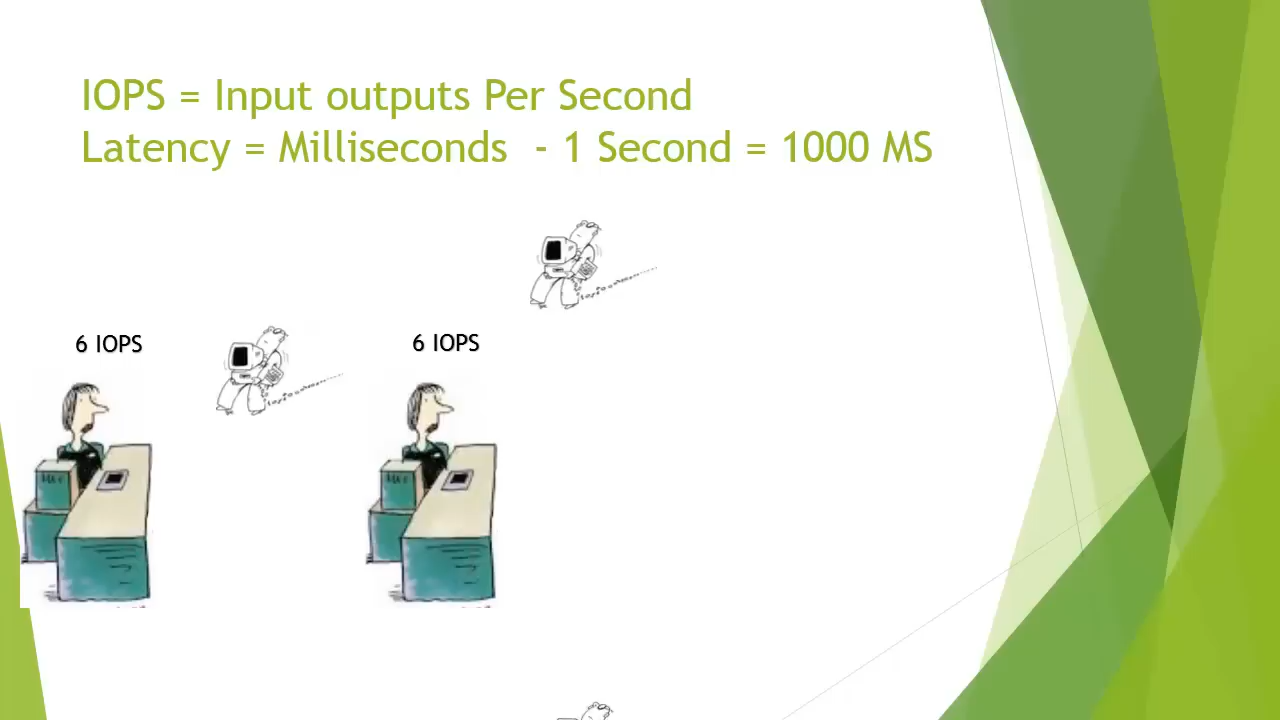 IOPS = Input outputs Per Second
Latency = Milliseconds - 1 Second = 1000 MS
6 IOPS
6 IOPS